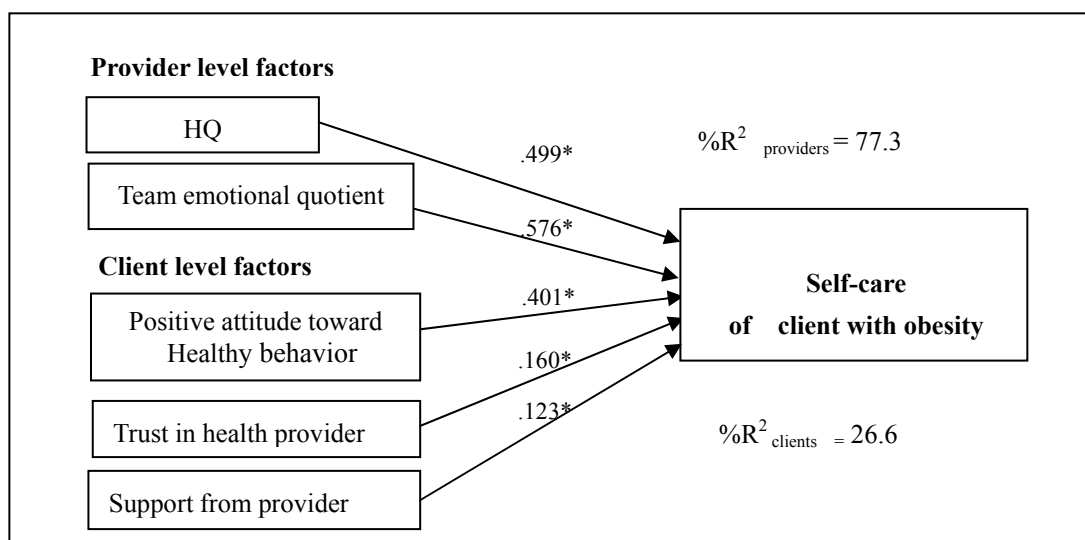 Provider level factors
HQ
.499*
%R² providers = 77.3
Team emotional quotient
.576*
Client level factors
Self-care
of client with obesity
Positive attitude toward
Healthy behavior
.401*
.160*
Trust in health provider
.123*
%R² clients = 26.6
Support from provider